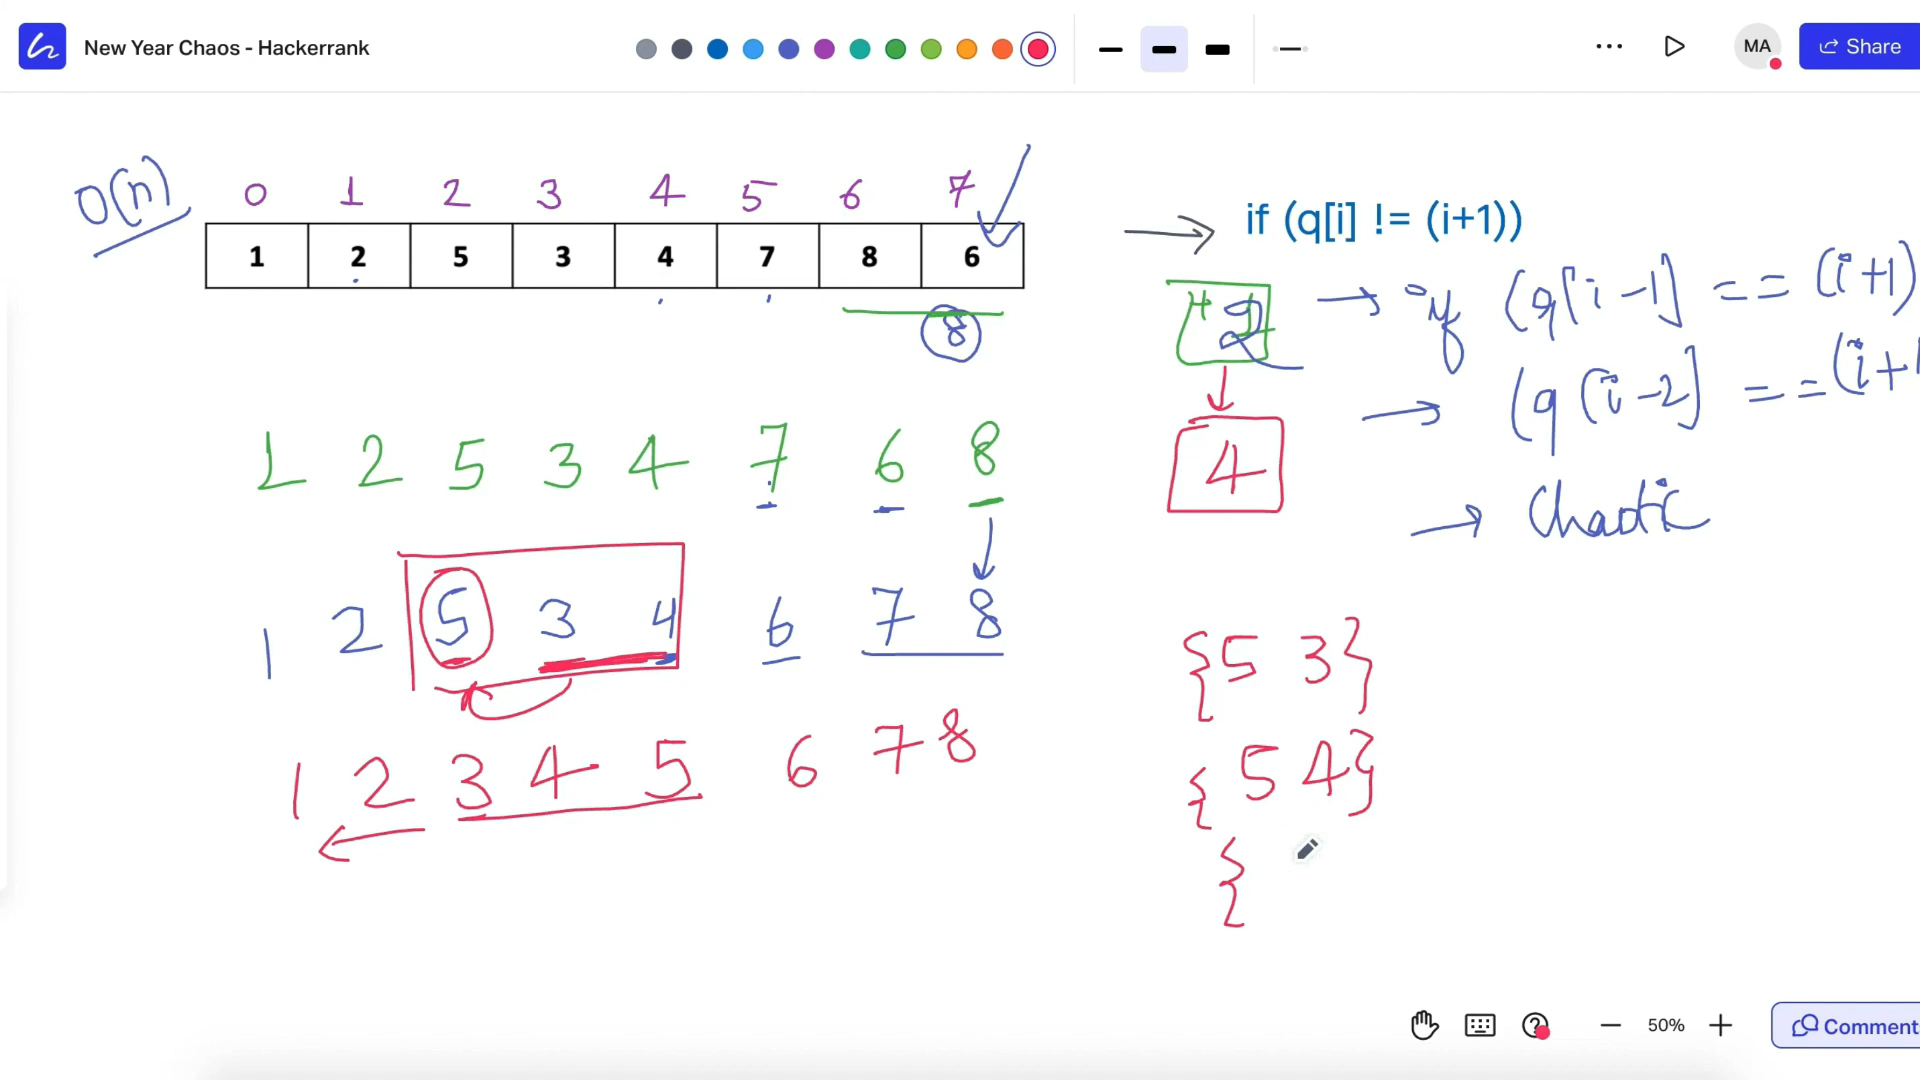 New Year Chaos - Hackerrank
MA
Share
O(n)
0 1 2 3 4 5 6 7
1 2 5 3 4 7 8 6
8
if (q[i] != (i+1))
if (q[i-1] == (i+1)
(q[i-2] == (i+1
4
Chaotic
1 2 5 3 4 7 6 8
1 2 5 3 4 6 7 8
1 2 3 4 5 6 7 8
{5 3}
{5 4}
{
50%
Comment